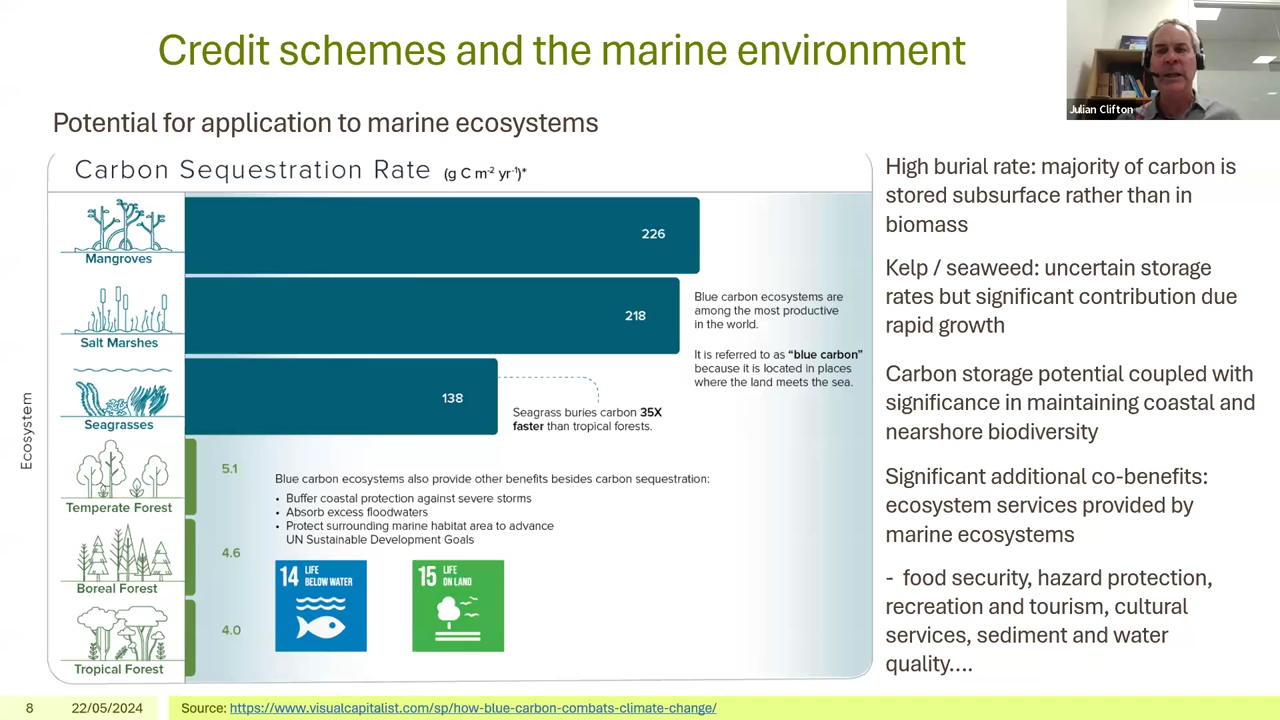 Credit schemes and the marine environment
Julian Clifton
Potential for application to marine ecosystems
Carbon Sequestration Rate (g C m-2 yr-1)*
Ecosystem
Mangroves
226
Salt Marshes
218
Seagrasses
138
Temperate Forest
5.1
Boreal Forest
4.6
Tropical Forest
4.0
Blue carbon ecosystems are
among the most productive
in the world.
It is referred to as “blue carbon”
because it is located in places
where the land meets the sea.
Seagrass buries carbon 35X
faster than tropical forests.
Blue carbon ecosystems also provide other benefits besides carbon sequestration:
• Buffer coastal protection against severe storms
• Absorb excess floodwaters
• Protect surrounding marine habitat area to advance
UN Sustainable Development Goals
14 LIFE
BELOW WATER
15 LIFE
ON LAND
High burial rate: majority of carbon is
stored subsurface rather than in
biomass
Kelp / seaweed: uncertain storage
rates but significant contribution due
rapid growth
Carbon storage potential coupled with
significance in maintaining coastal and
nearshore biodiversity
Significant additional co-benefits:
ecosystem services provided by
marine ecosystems
- food security, hazard protection,
recreation and tourism, cultural
services, sediment and water
quality....
8
22/05/2024
Source: https://www.visualcapitalist.com/sp/how-blue-carbon-combats-climate-change/